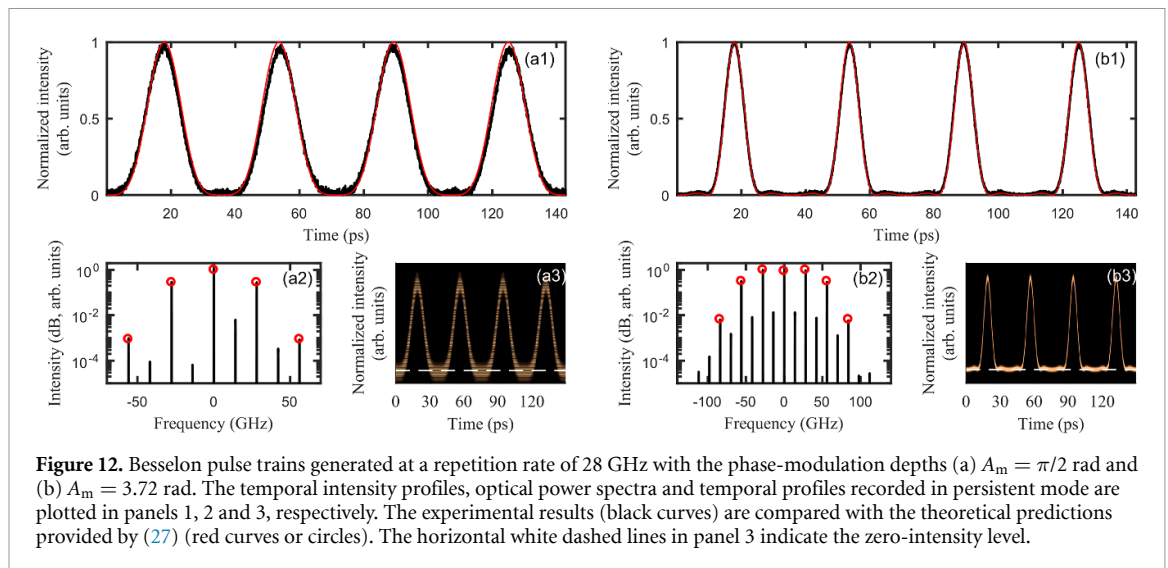 Normalized intensity
(arb. units)
1
0.5
0
(a1)
20 40 60 80 100 120 140
Time (ps)
Normalized intensity
(arb. units)
1
0.5
0
(b1)
20 40 60 80 100 120 140
Time (ps)
Intensity (dB, arb. units)
10⁰
10⁻²
10⁻⁴
(a2)
-50 0 50
Frequency (GHz)
Normalized intensity
(arb. units)
(a3)
0 30 60 90 120
Time (ps)
Intensity (dB, arb. units)
10⁰
10⁻²
10⁻⁴
(b2)
-100 -50 0 50 100
Frequency (GHz)
Normalized intensity
(arb. units)
(b3)
0 30 60 90 120
Time (ps)
Figure 12. Besselon pulse trains generated at a repetition rate of 28 GHz with the phase-modulation depths (a) Aₘ = π/2 rad and
(b) Aₘ = 3.72 rad. The temporal intensity profiles, optical power spectra and temporal profiles recorded in persistent mode are
plotted in panels 1, 2 and 3, respectively. The experimental results (black curves) are compared with the theoretical predictions
provided by (27) (red curves or circles). The horizontal white dashed lines in panel 3 indicate the zero-intensity level.